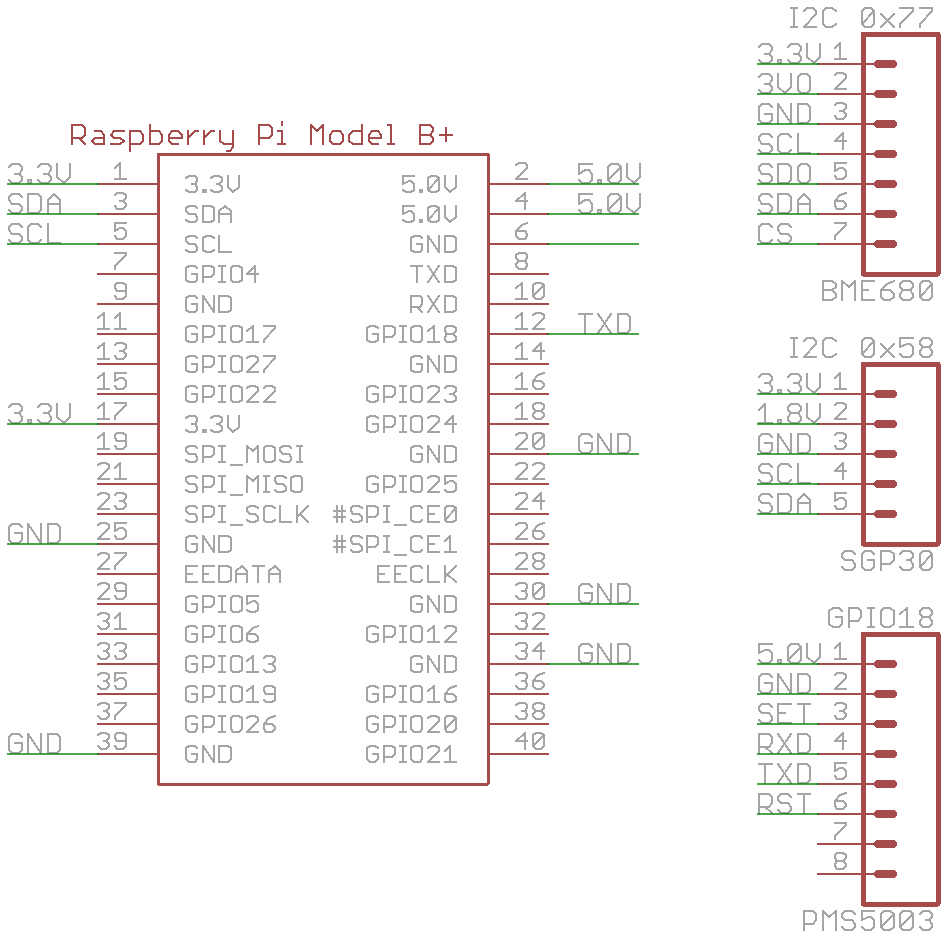 I2C 0x77
3.3V 1
3VO 2
GND 3
SCL 4
SDO 5
SDA 6
CS 7
BME680
Raspberry Pi Model B+
3.3V 1 3.3V 5.0V 2 5.0V
SDA 3 SDA 5.0V 4 5.0V
SCL 5 SCL GND 6
7 GPIO4 TXD 8
9 GND RXD 10
11 GPIO17 GPIO18 12 TXD
13 GPIO27 GND 14
15 GPIO22 GPIO23 16
3.3V 17 3.3V GPIO24 18
19 SPI_MOSI GND 20 GND
21 SPI_MISO GPIO25 22
23 SPI_SCLK #SPI_CE0 24
GND 25 GND #SPI_CE1 26
27 EEDATA EECLK 28
29 GPIO5 GND 30 GND
31 GPIO6 GPIO12 32
33 GPIO13 GND 34 GND
35 GPIO19 GPIO16 36
37 GPIO26 GPIO20 38
GND 39 GND GPIO21 40
I2C 0x58
3.3V 1
1.8V 2
GND 3
SCL 4
SDA 5
SGP30
GPIO18
5.0V 1
GND 2
SET 3
RXD 4
TXD 5
RST 6
7
8
PMS5003